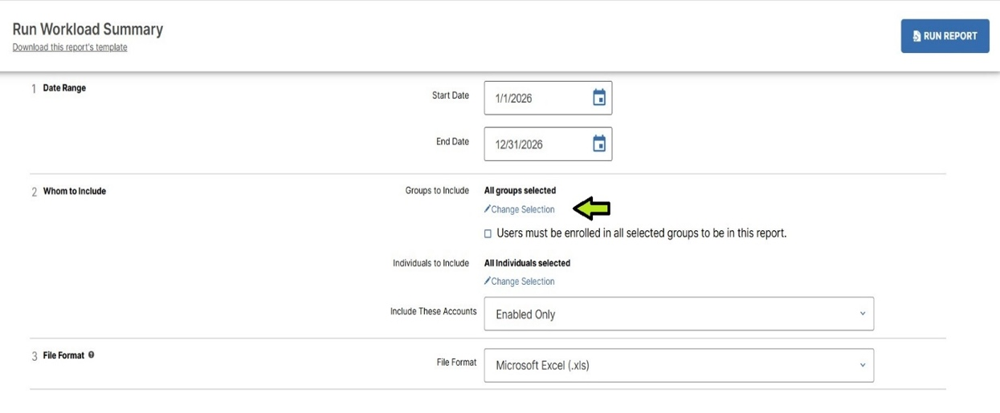 Run Workload Summary
Download this report's template
RUN REPORT
1 Date Range
Start Date 1/1/2026
End Date 12/31/2026
2 Whom to Include
Groups to Include All groups selected
Change Selection
Users must be enrolled in all selected groups to be in this report.
Individuals to Include All Individuals selected
Change Selection
Include These Accounts Enabled Only
3 File Format
File Format Microsoft Excel (.xls)